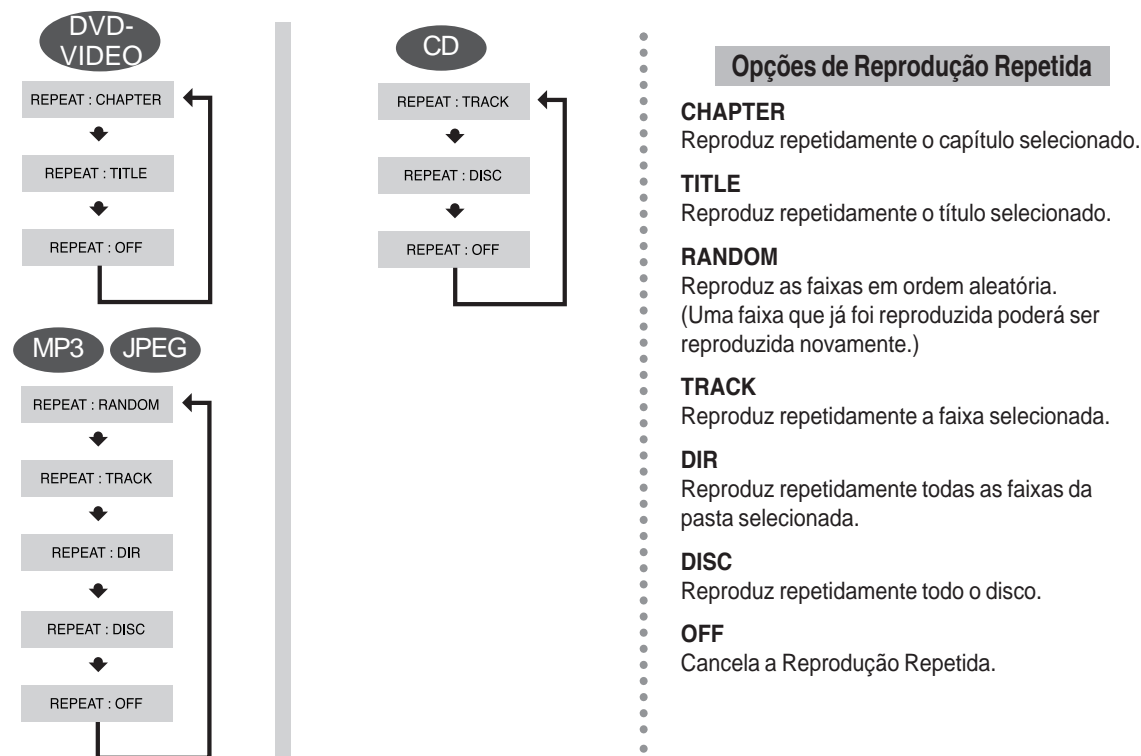 DVD-
VIDEO
REPEAT : CHAPTER
REPEAT : TITLE
REPEAT : OFF
MP3 JPEG
REPEAT : RANDOM
REPEAT : TRACK
REPEAT : DIR
REPEAT : DISC
REPEAT : OFF
CD
REPEAT : TRACK
REPEAT : DISC
REPEAT : OFF
Opções de Reprodução Repetida
CHAPTER
Reproduz repetidamente o capítulo selecionado.
TITLE
Reproduz repetidamente o título selecionado.
RANDOM
Reproduz as faixas em ordem aleatória.
(Uma faixa que já foi reproduzida poderá ser
reproduzida novamente.)
TRACK
Reproduz repetidamente a faixa selecionada.
DIR
Reproduz repetidamente todas as faixas da
pasta selecionada.
DISC
Reproduz repetidamente todo o disco.
OFF
Cancela a Reprodução Repetida.